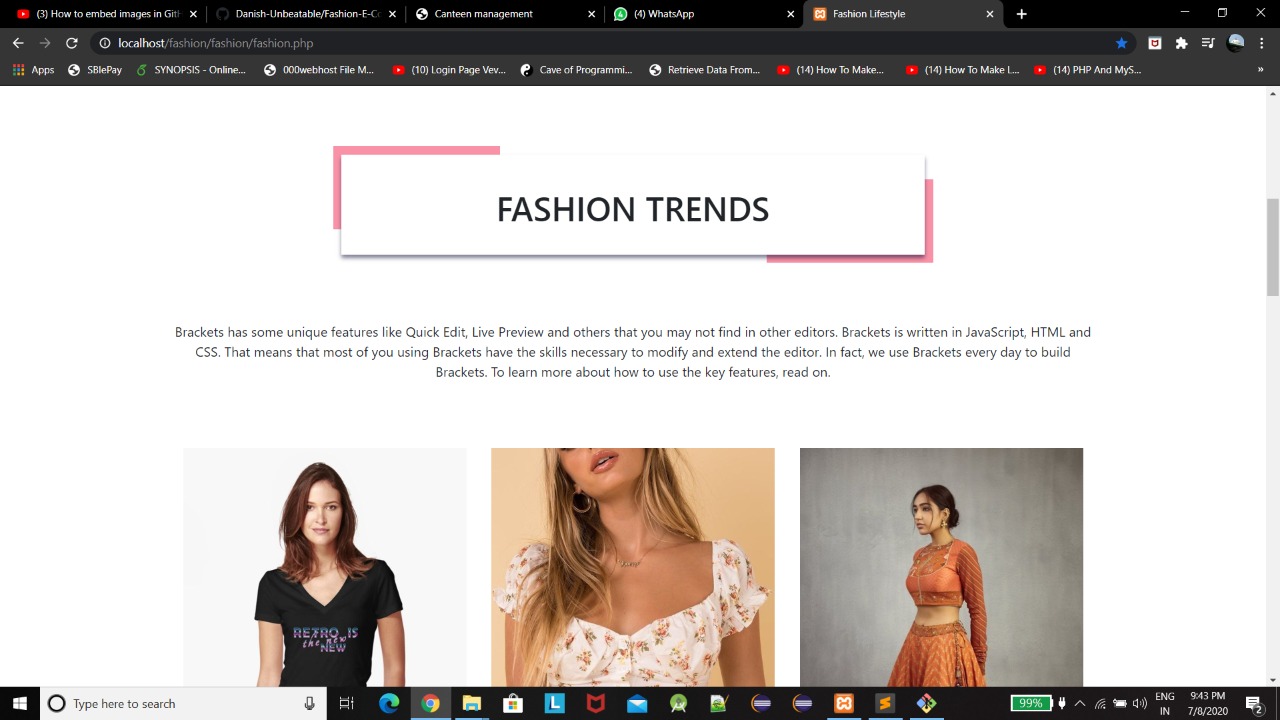 (3) How to embed images in Gith
Danish-Unbeatable/Fashion-E-Co
Canteen management
(4) WhatsApp
Fashion Lifestyle
localhost/fashion/fashion/fashion.php
Apps
SBIePay
SYNOPSIS - Online...
000webhost File M...
(10) Login Page Vev...
Cave of Programmi...
Retrieve Data From...
(14) How To Make...
(14) How To Make L...
(14) PHP And MyS...
»
FASHION TRENDS
Brackets has some unique features like Quick Edit, Live Preview and others that you may not find in other editors. Brackets is written in JavaScript, HTML and
CSS. That means that most of you using Brackets have the skills necessary to modify and extend the editor. In fact, we use Brackets every day to build
Brackets. To learn more about how to use the key features, read on.
RETRO IS
the new
NEW
Type here to search
L
99%
ENG
IN
9:43 PM
7/8/2020
2